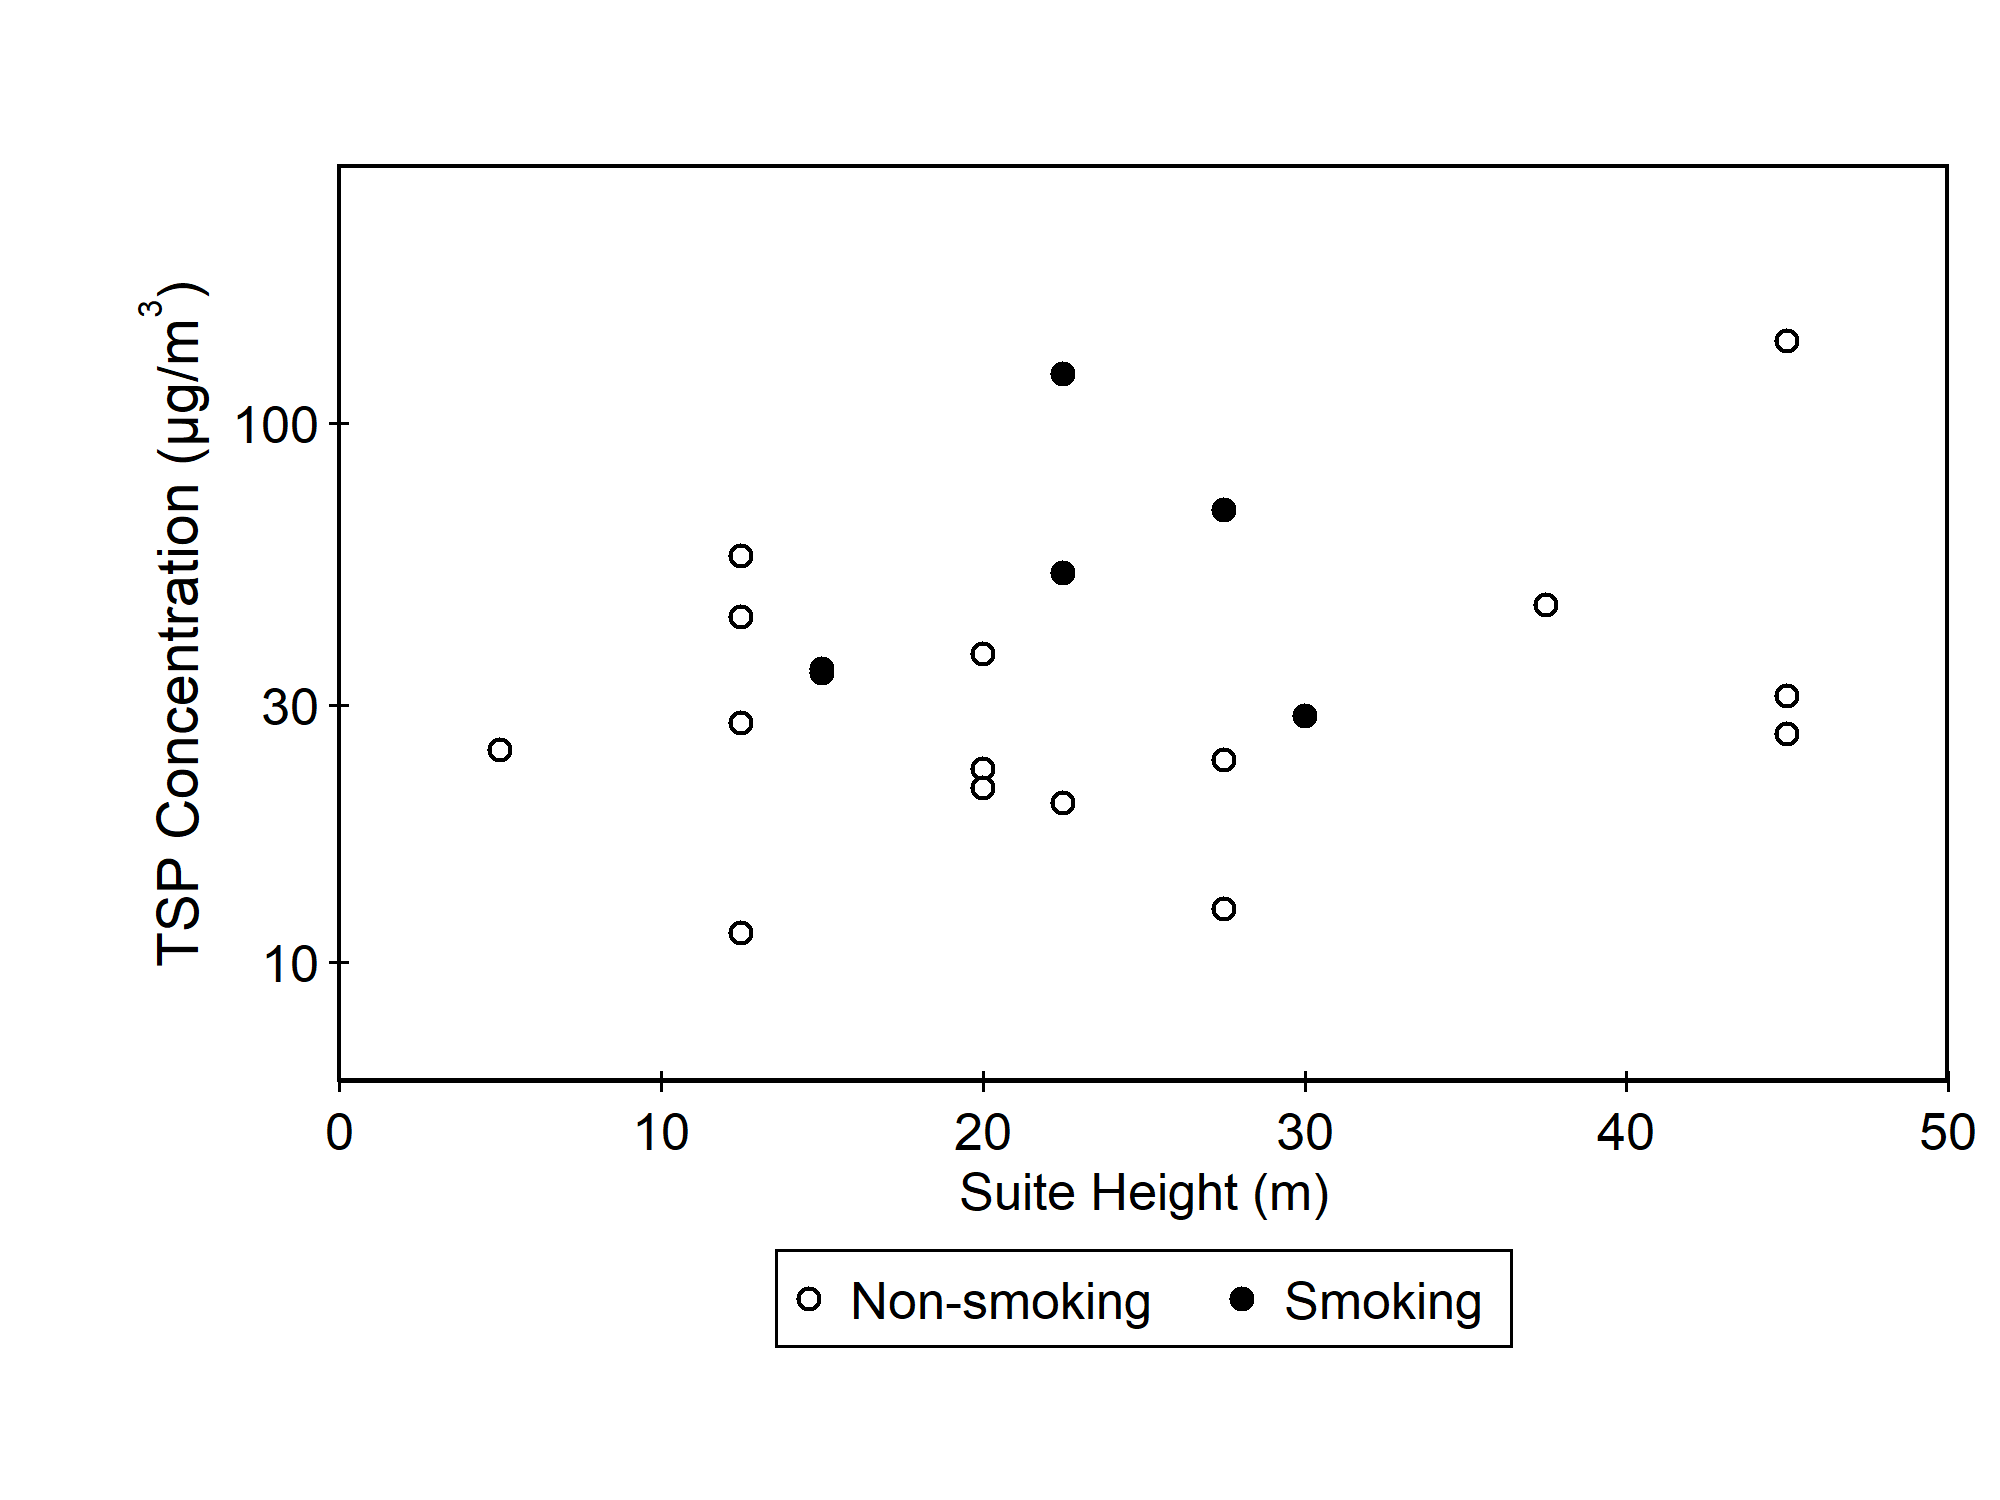 TSP Concentration (µg/m³)
100
30
10
0 10 20 30 40 50
Suite Height (m)
Non-smoking Smoking